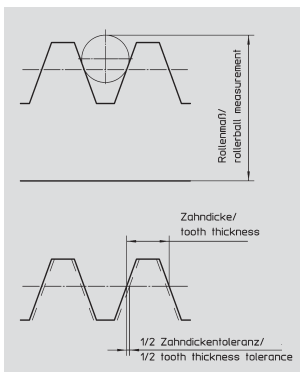 Rollenmaß/
rollerball measurement
Zahndicke/
tooth thickness
1/2 Zahndickentoleranz/
1/2 tooth thickness tolerance